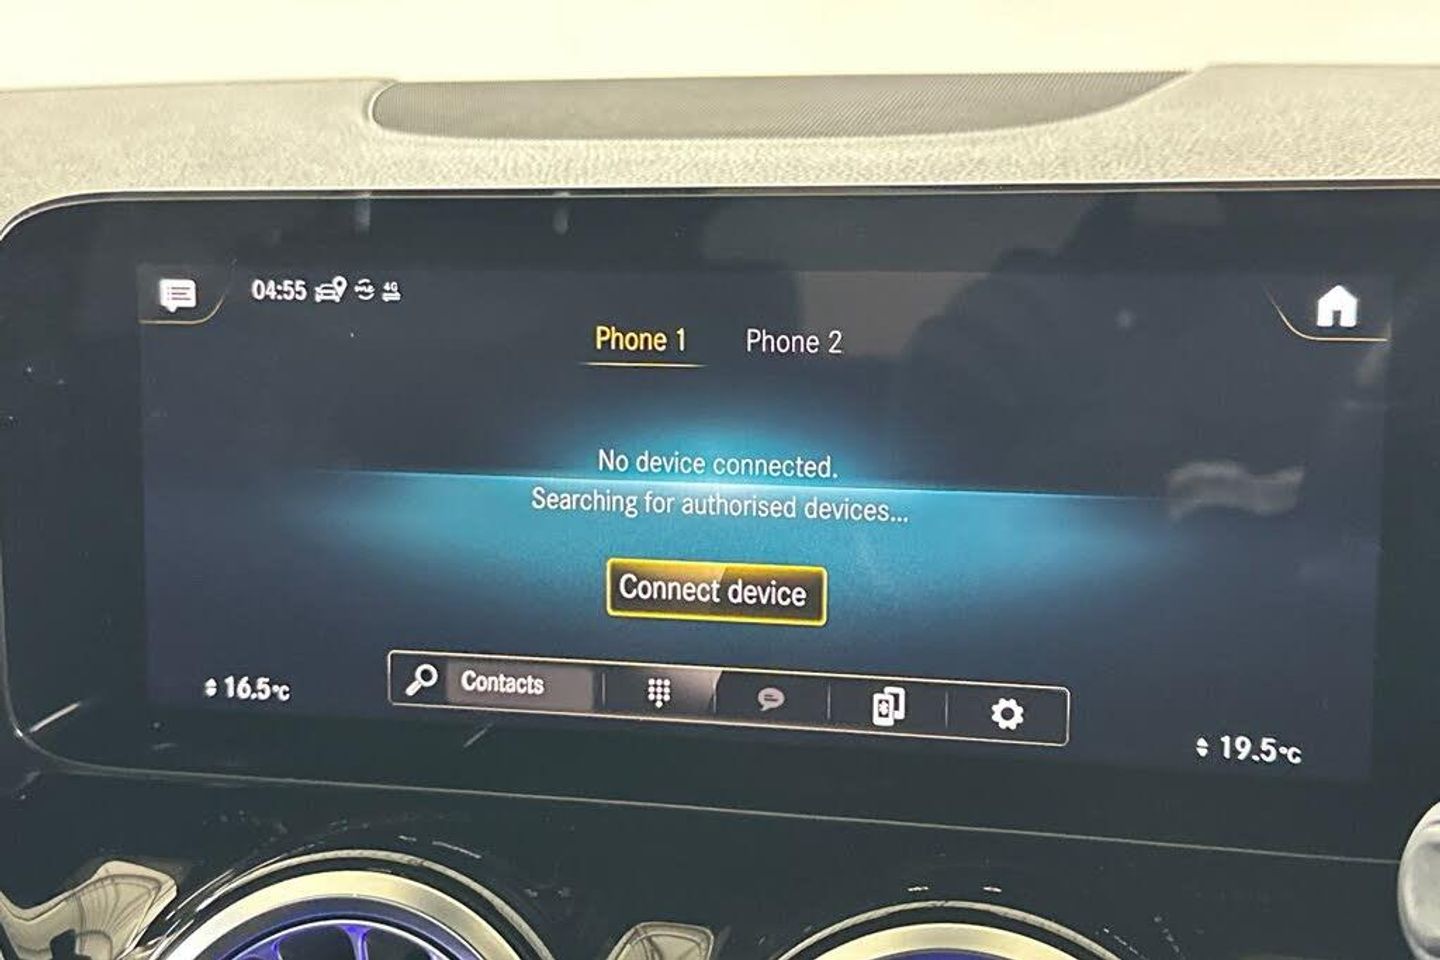 04:55 4G
Phone 1 Phone 2
No device connected.
Searching for authorised devices...
Connect device
Contacts
16.5°C
19.5°C